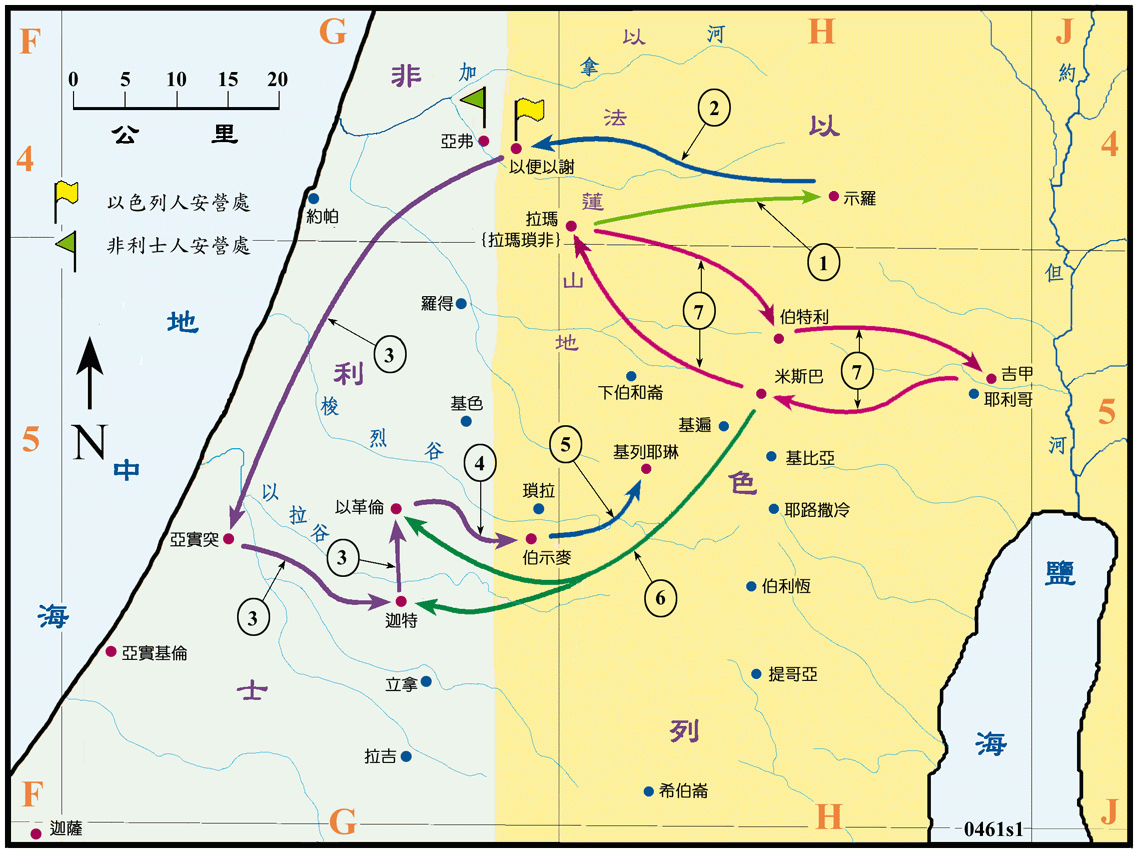 F
G
H
J
0 5 10 15 20
公里
以色列人安營處
非利士人安營處
4
4
5
5
N
非利士
以色列
以法蓮山地
加拿河
約但河
地中海
鹽海
梭烈谷
以拉谷
亞弗
以便以謝
約帕
示羅
拉瑪
{拉瑪瑣非}
羅得
伯特利
吉甲
耶利哥
下伯和崙
米斯巴
基色
基遍
基列耶琳
基比亞
以革倫
瑣拉
耶路撒冷
亞實突
伯示麥
迦特
伯利恆
亞實基倫
立拿
提哥亞
拉吉
希伯崙
迦薩
1
2
3
3
3
4
5
6
7
7
F
G
H
J
0461s1